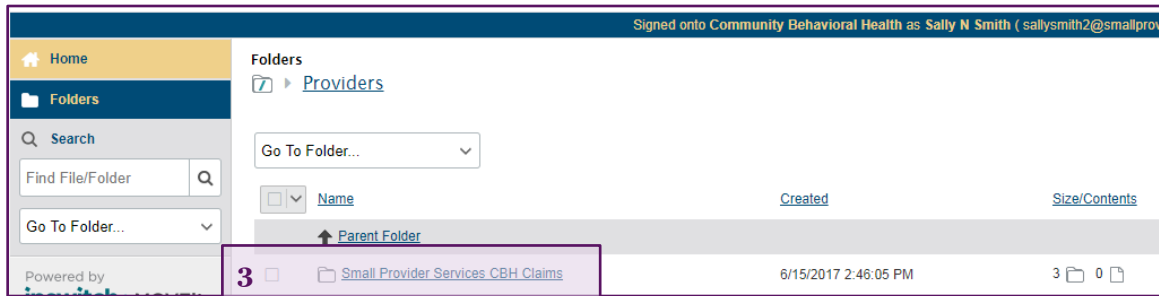 Signed onto Community Behavioral Health as Sally N Smith ( sallysmith2@smallprov
Home
Folders
Search
Find File/Folder
Go To Folder...
Powered by
Folders
/ Providers
Go To Folder...
Name Created Size/Contents
Parent Folder
3 Small Provider Services CBH Claims 6/15/2017 2:46:05 PM 3 0